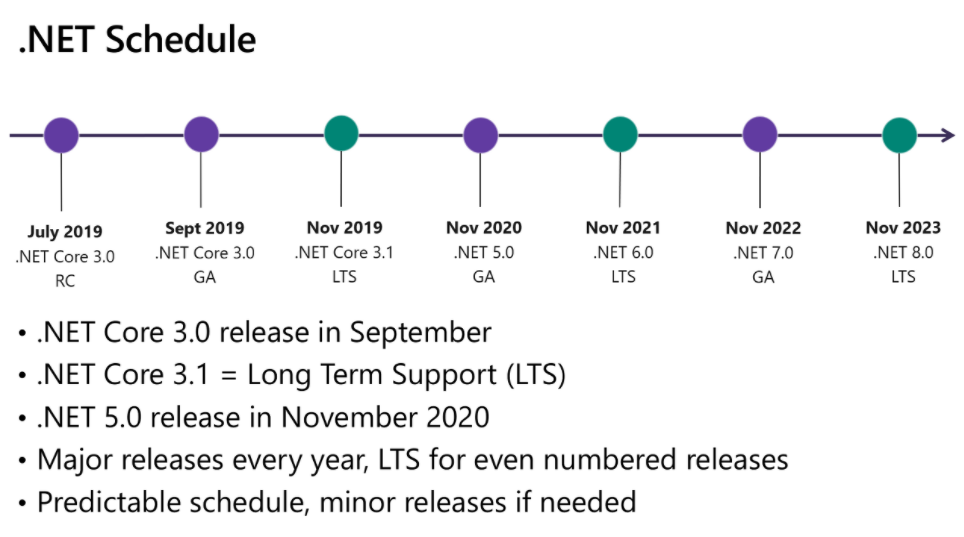 .NET Schedule
July 2019
.NET Core 3.0
RC
Sept 2019
.NET Core 3.0
GA
Nov 2019
.NET Core 3.1
LTS
Nov 2020
.NET 5.0
GA
Nov 2021
.NET 6.0
LTS
Nov 2022
.NET 7.0
GA
Nov 2023
.NET 8.0
LTS
• .NET Core 3.0 release in September
• .NET Core 3.1 = Long Term Support (LTS)
• .NET 5.0 release in November 2020
• Major releases every year, LTS for even numbered releases
• Predictable schedule, minor releases if needed